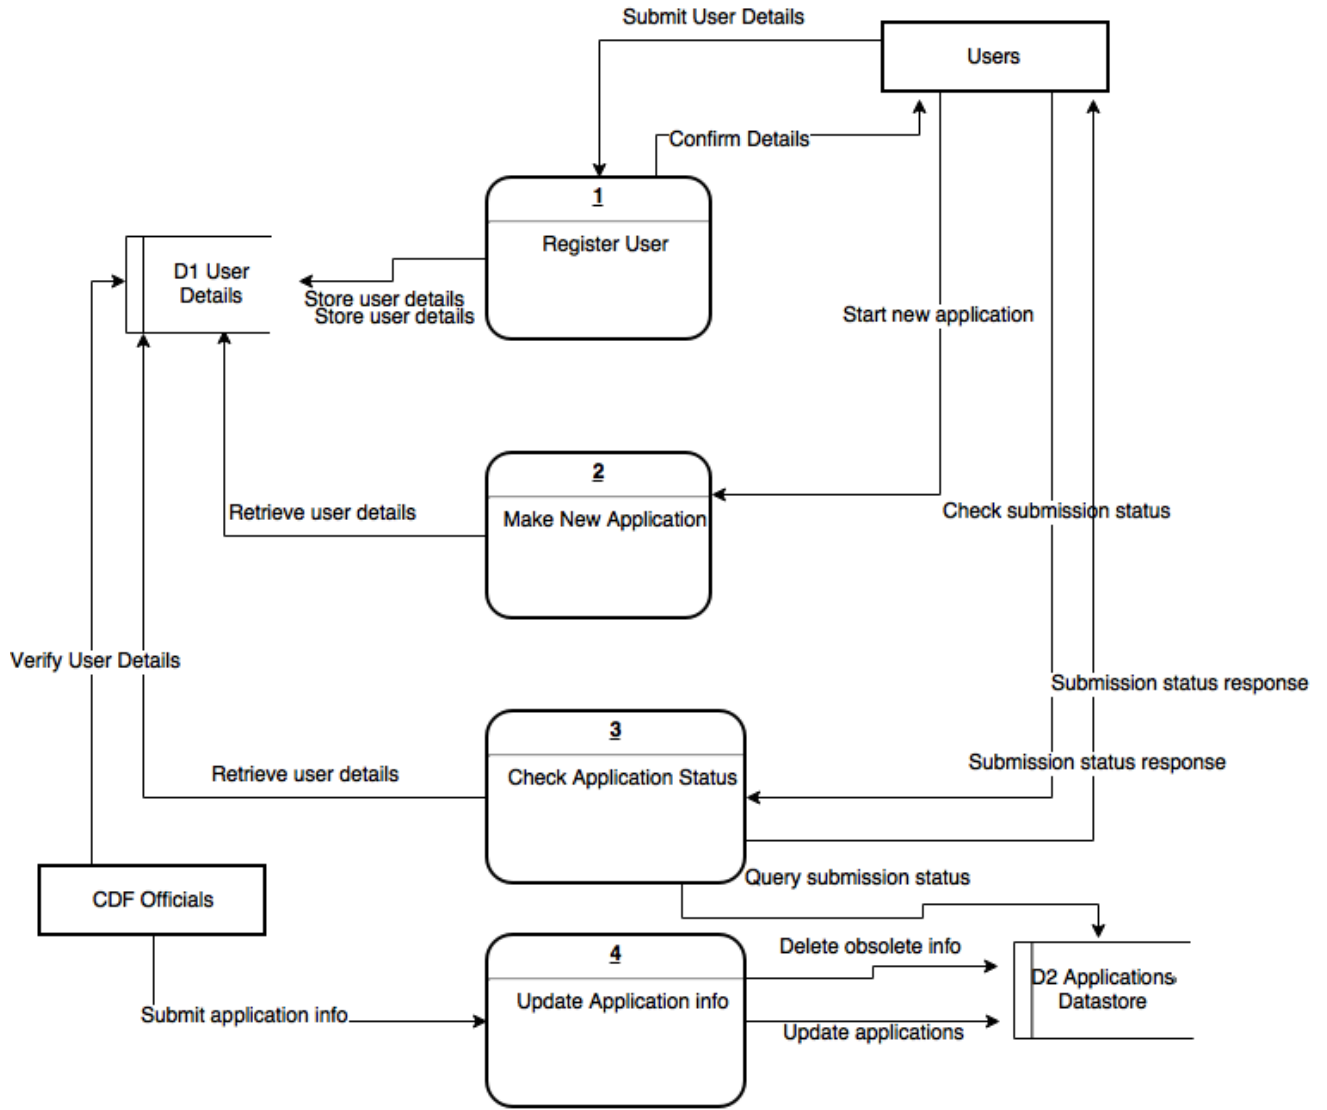 Submit User Details
Users
Confirm Details
1
Register User
D1 User
Details
Store user details
Store user details
Start new application
2
Make New Application
Retrieve user details
Check submission status
Verify User Details
Submission status response
3
Check Application Status
Retrieve user details
Submission status response
Query submission status
CDF Officials
4
Update Application info
Delete obsolete info
D2 Applications
Datastore
Submit application info
Update applications